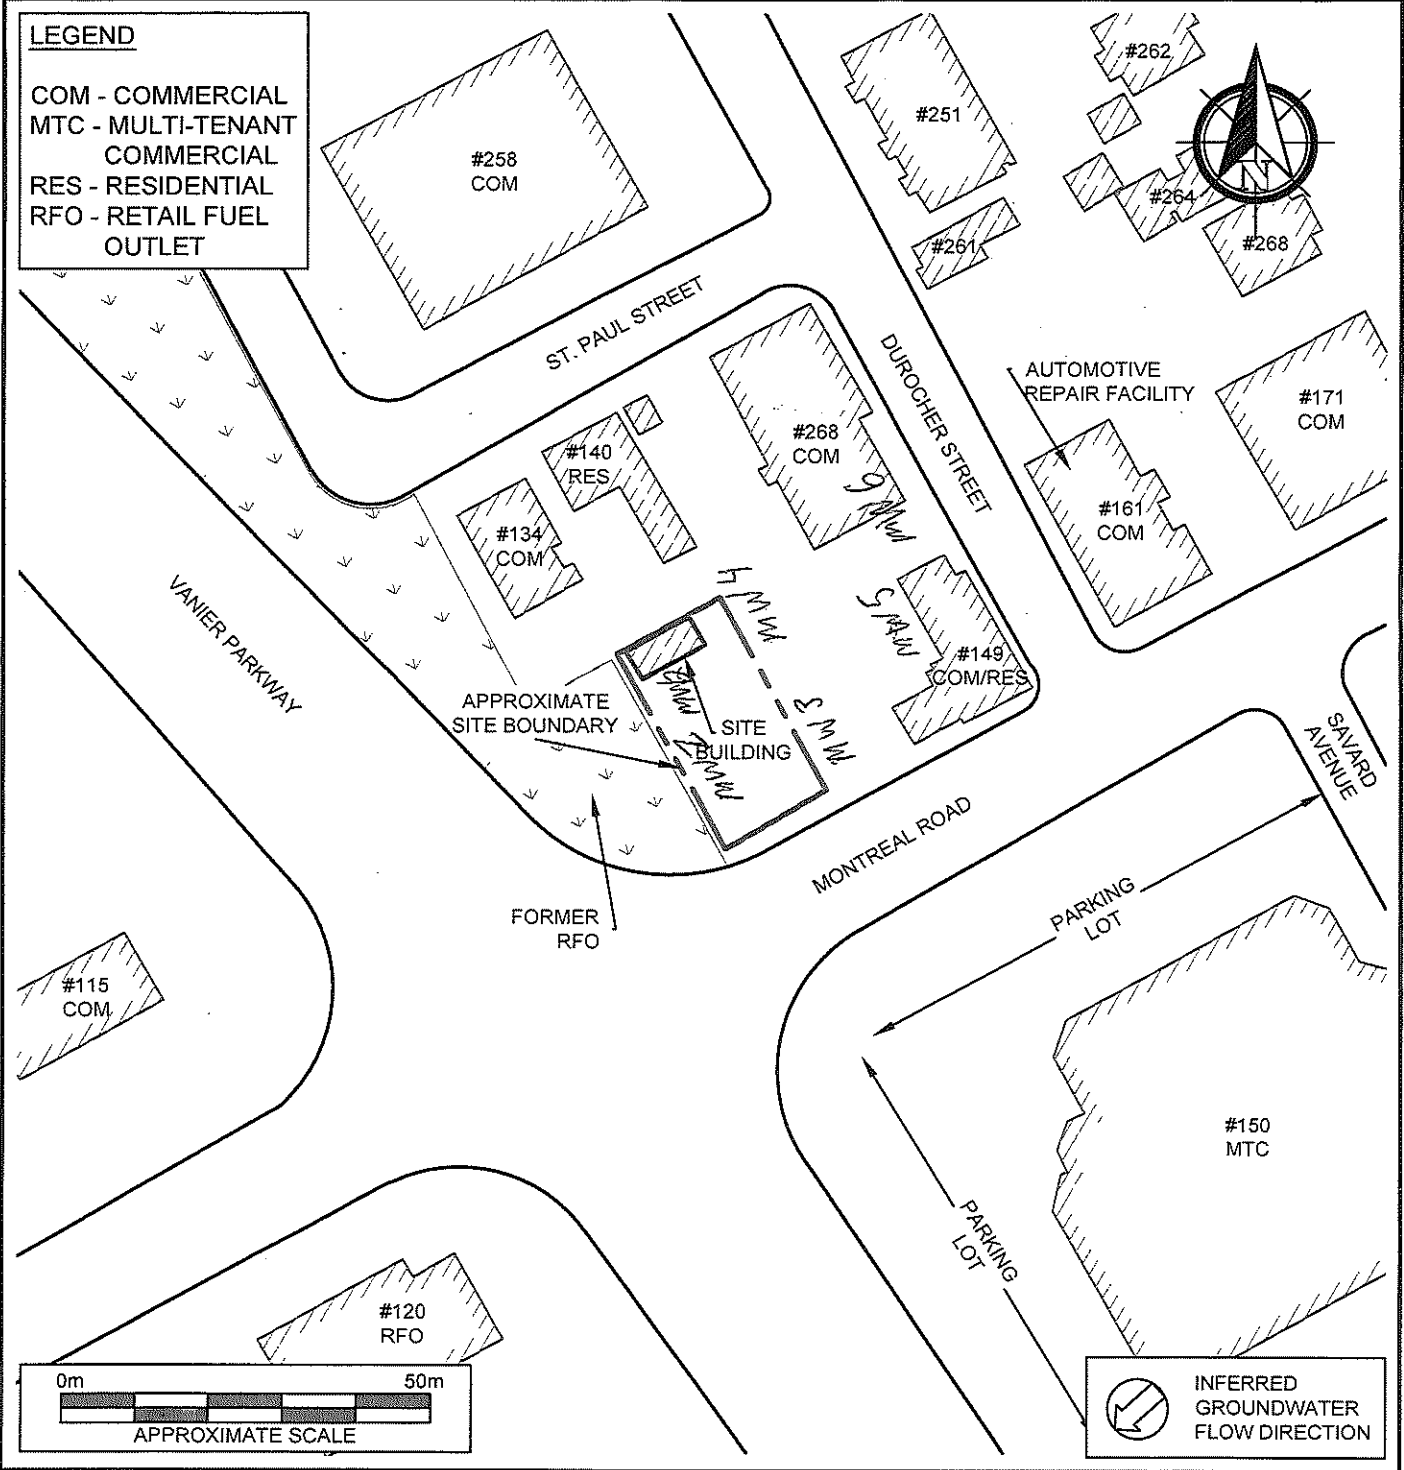 LEGEND
COM - COMMERCIAL
MTC - MULTI-TENANT
COMMERCIAL
RES - RESIDENTIAL
RFO - RETAIL FUEL
OUTLET
#258
COM
#251
#262
#261
#264
#268
N
ST. PAUL STREET
DUROCHER STREET
AUTOMOTIVE
REPAIR FACILITY
#171
COM
#268
COM
#140
RES
#134
COM
#161
COM
MW 6
MW 4
MW 5
#149
COM/RES
VANIER PARKWAY
APPROXIMATE
SITE BOUNDARY
SITE
BUILDING
MW 3
MW 2
SAVARD
AVENUE
MONTREAL ROAD
PARKING
LOT
FORMER
RFO
#115
COM
#150
MTC
PARKING
LOT
#120
RFO
0m 50m
APPROXIMATE SCALE
INFERRED
GROUNDWATER
FLOW DIRECTION